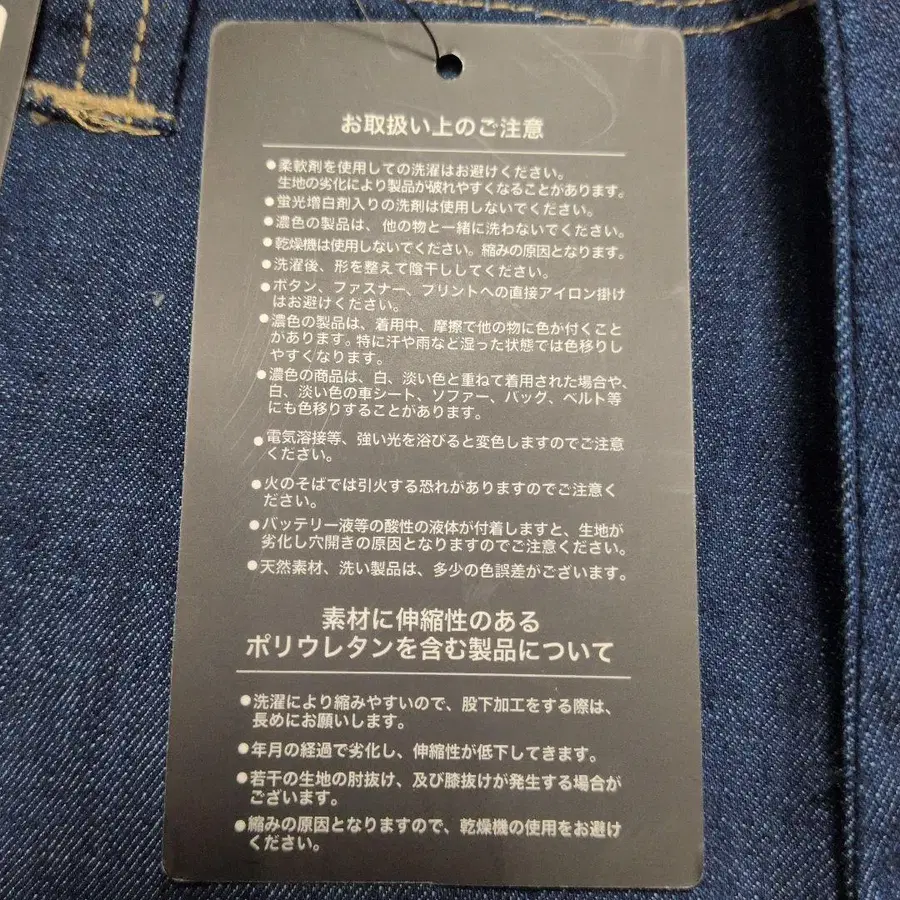 お取扱い上のご注意
●柔軟剤を使用しての洗濯はお避けください。
生地の劣化により製品が破れやすくなることがあります。
●蛍光増白剤入りの洗剤は使用しないでください。
●濃色の製品は、他の物と一緒に洗わないでください。
●乾燥機は使用しないでください。縮みの原因となります。
●洗濯後、形を整えて陰干ししてください。
●ボタン、ファスナー、プリントへの直接アイロン掛け
はお避けください。
●濃色の製品は、着用中、摩擦で他の物に色が付くこと
があります。特に汗や雨など湿った状態では色移りし
やすくなります。
●濃色の商品は、白、淡い色と重ねて着用された場合や、
白、淡い色の車シート、ソファー、バッグ、ベルト等
にも色移りすることがあります。
●電気溶接等、強い光を浴びると変色しますのでご注意
ください。
●火のそばでは引火する恐れがありますのでご注意く
ださい。
●バッテリー液等の酸性の液体が付着しますと、生地が
劣化し穴開きの原因となりますのでご注意ください。
●天然素材、洗い製品は、多少の色誤差がございます。
素材に伸縮性のある
ポリウレタンを含む製品について
●洗濯により縮みやすいので、股下加工をする際は、
長めにお願いします。
●年月の経過で劣化し、伸縮性が低下してきます。
●若干の生地の肘抜け、及び膝抜けが発生する場合が
ございます。
●縮みの原因となりますので、乾燥機の使用をお避け
ください。